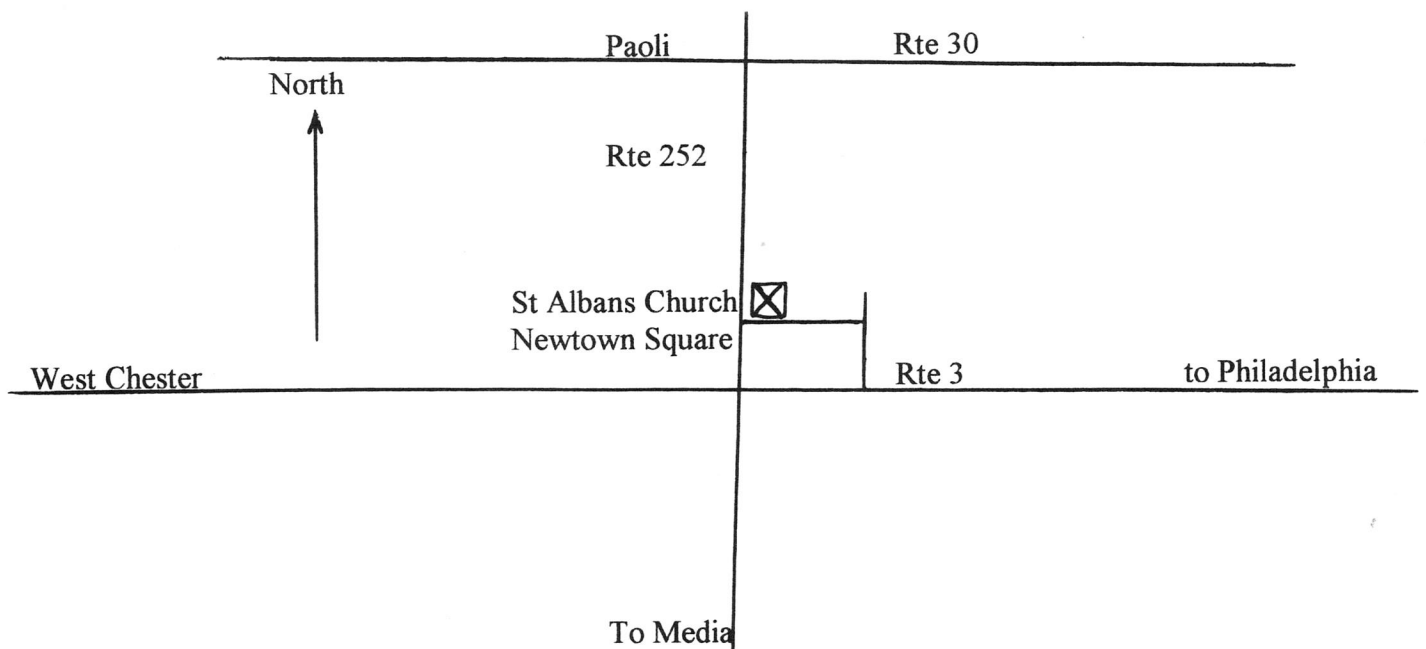 Paoli Rte 30
North
Rte 252
St Albans Church
Newtown Square
West Chester Rte 3 to Philadelphia
To Media